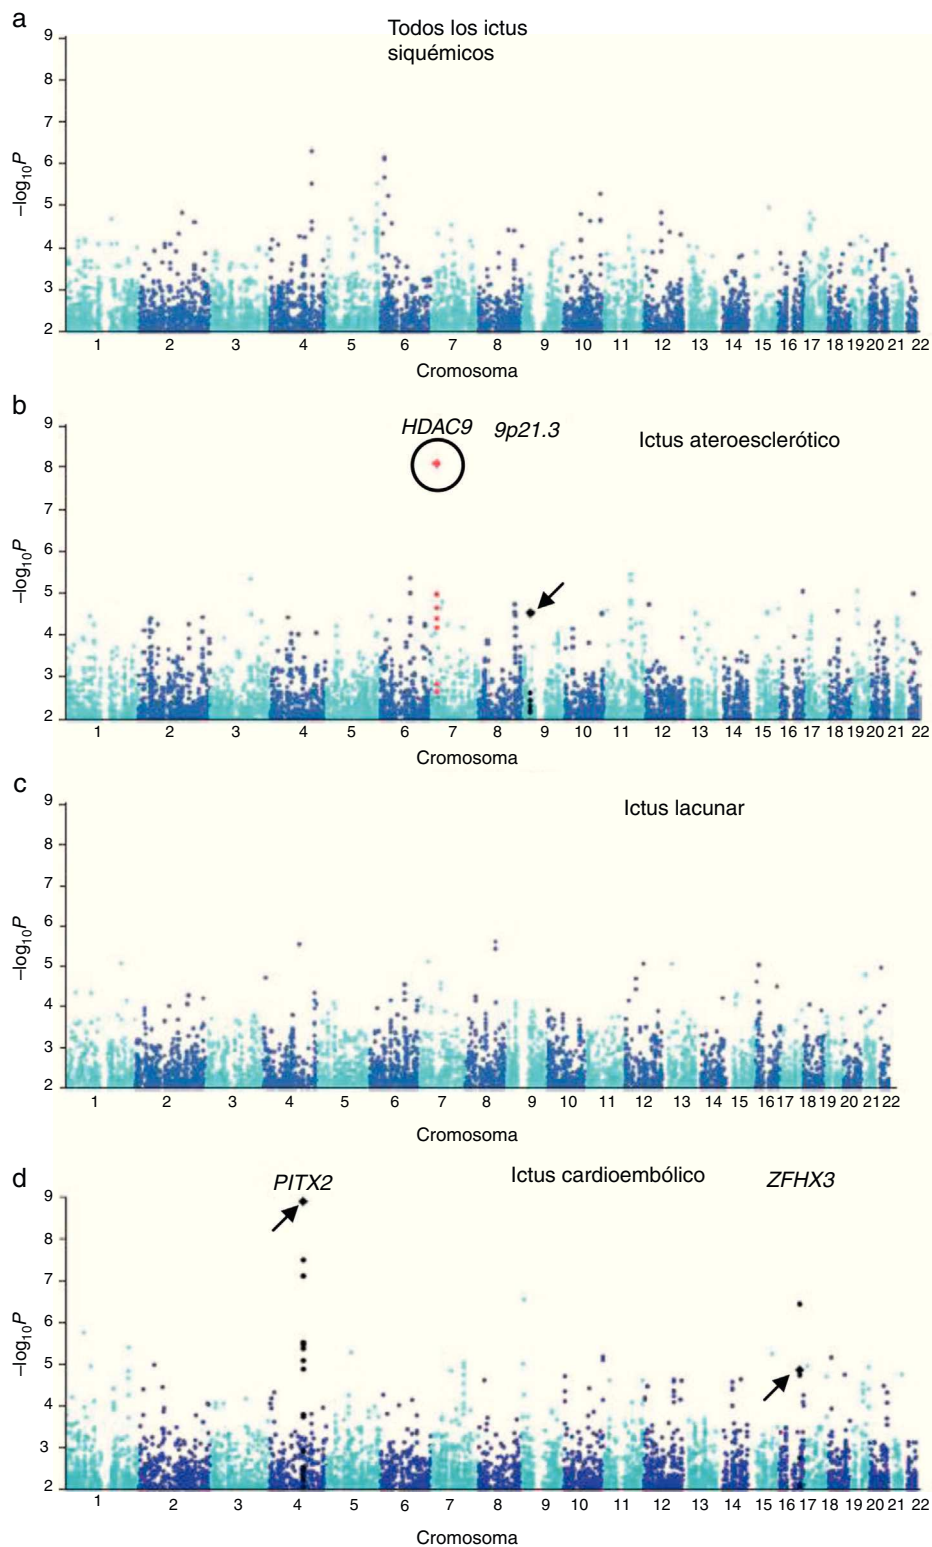 a
Todos los ictus
siquémicos
9
8
7
6
5
4
3
2
–log10P
1 2 3 4 5 6 7 8 9 10 11 12 13 14 15 16 17 18 19 20 21 22
Cromosoma
b
HDAC9 9p21.3
Ictus ateroesclerótico
9
8
7
6
5
4
3
2
–log10P
1 2 3 4 5 6 7 8 9 10 11 12 13 14 15 16 17 18 19 20 21 22
Cromosoma
c
Ictus lacunar
9
8
7
6
5
4
3
2
–log10P
1 2 3 4 5 6 7 8 9 10 11 12 13 14 15 16 17 18 19 20 21 22
Cromosoma
d
PITX2
Ictus cardioembólico
ZFHX3
9
8
7
6
5
4
3
2
–log10P
1 2 3 4 5 6 7 8 9 10 11 12 13 14 15 16 17 18 19 20 21 22
Cromosoma